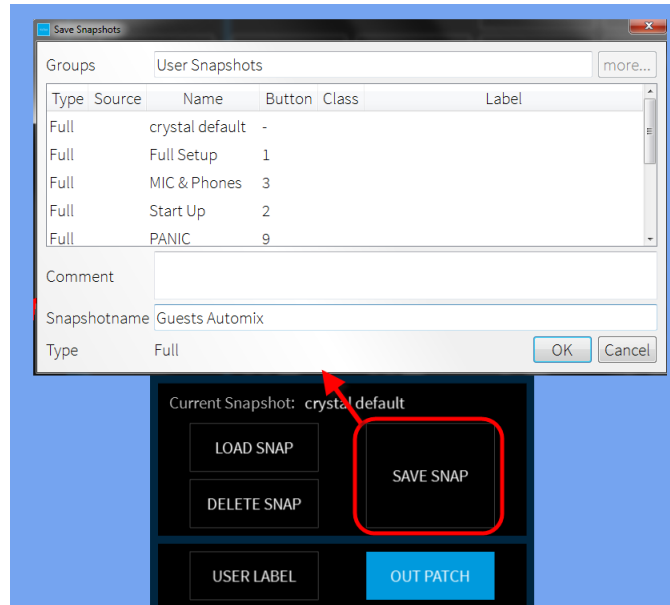 Save Snapshots
Groups User Snapshots more...
Type Source Name Button Class Label
Full crystal default -
Full Full Setup 1
Full MIC & Phones 3
Full Start Up 2
Full PANIC 9
Comment
Snapshotname Guests Automix
Type Full OK Cancel
Current Snapshot: crystal default
LOAD SNAP
SAVE SNAP
DELETE SNAP
USER LABEL OUT PATCH